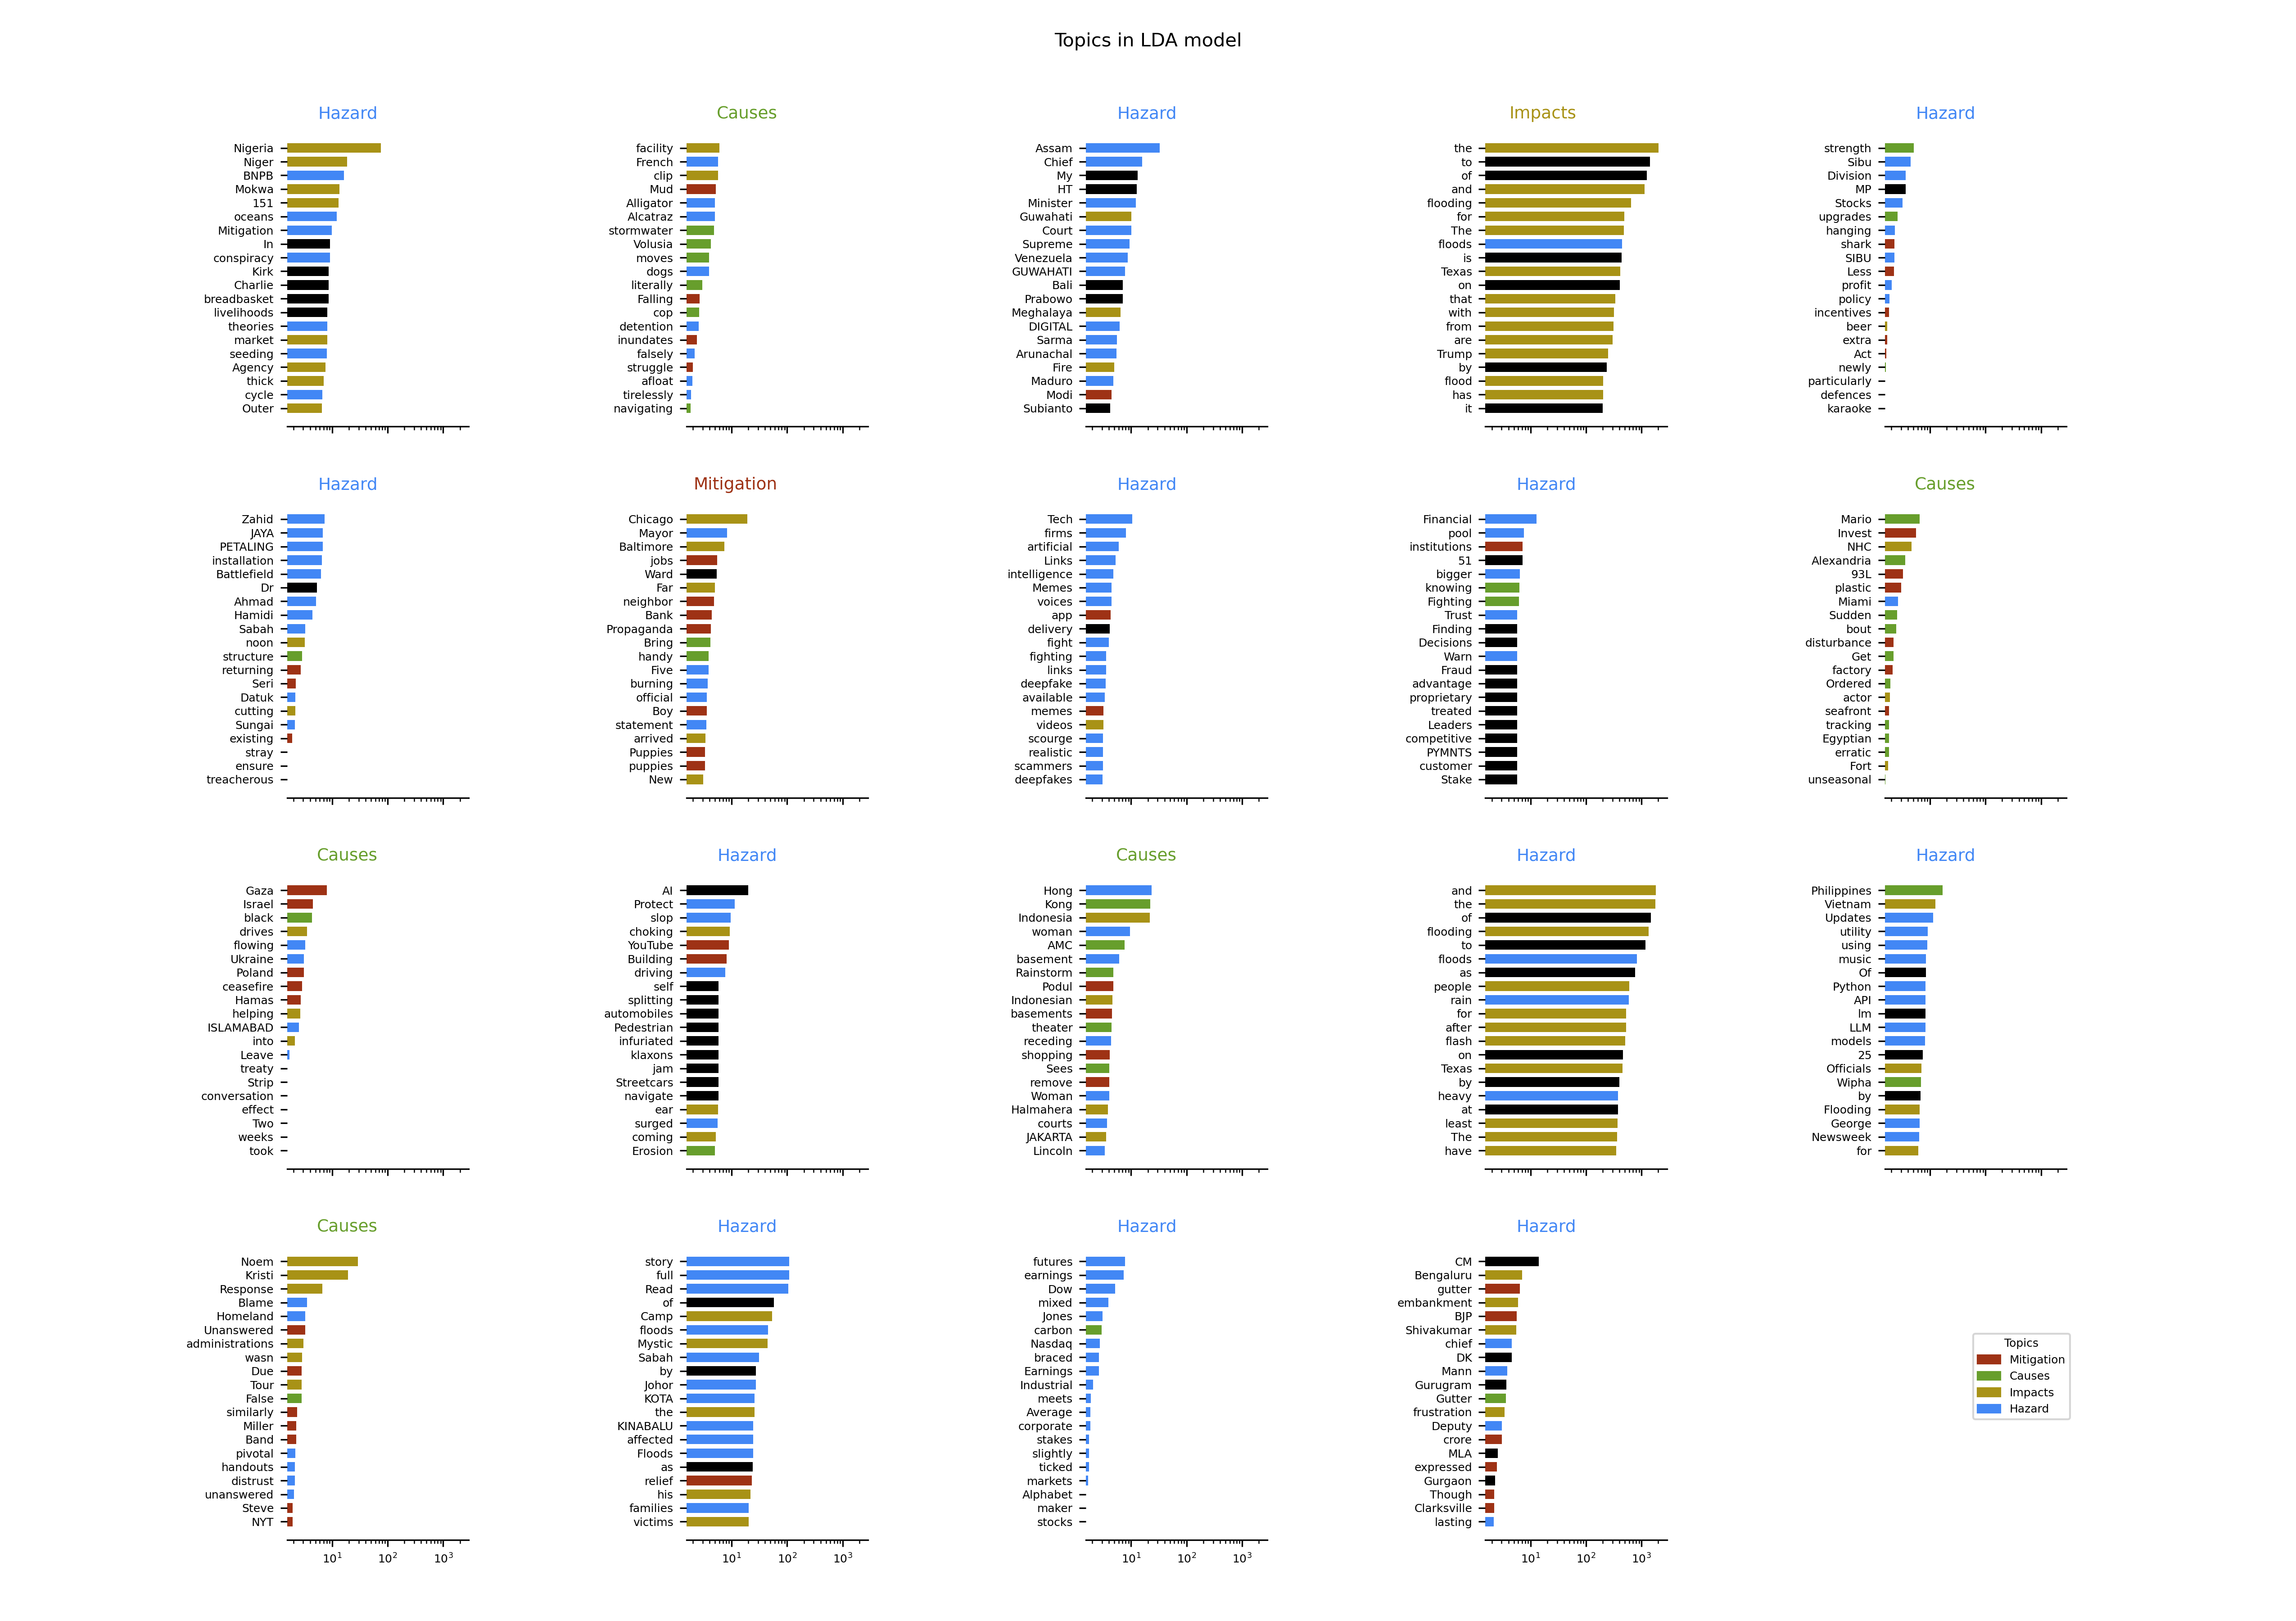 Topics in LDA model
Hazard
Nigeria
Niger
BNPB
Mokwa
151
oceans
Mitigation
In
conspiracy
Kirk
Charlie
breadbasket
livelihoods
theories
market
seeding
Agency
thick
cycle
Outer
Causes
facility
French
clip
Mud
Alligator
Alcatraz
stormwater
Volusia
moves
dogs
literally
Falling
cop
detention
inundates
falsely
struggle
afloat
tirelessly
navigating
Hazard
Assam
Chief
My
HT
Minister
Guwahati
Court
Supreme
Venezuela
GUWAHATI
Bali
Prabowo
Meghalaya
DIGITAL
Sarma
Arunachal
Fire
Maduro
Modi
Subianto
Impacts
the
to
of
and
flooding
for
The
floods
is
Texas
on
that
with
from
are
Trump
by
flood
has
it
Hazard
strength
Sibu
Division
MP
Stocks
upgrades
hanging
shark
SIBU
Less
profit
policy
incentives
beer
extra
Act
newly
particularly
defences
karaoke
Hazard
Zahid
JAYA
PETALING
installation
Battlefield
Dr
Ahmad
Hamidi
Sabah
noon
structure
returning
Seri
Datuk
cutting
Sungai
existing
stray
ensure
treacherous
Mitigation
Chicago
Mayor
Baltimore
jobs
Ward
Far
neighbor
Bank
Propaganda
Bring
handy
Five
burning
official
Boy
statement
arrived
Puppies
puppies
New
Hazard
Tech
firms
artificial
Links
intelligence
Memes
voices
app
delivery
fight
fighting
links
deepfake
available
memes
videos
scourge
realistic
scammers
deepfakes
Hazard
Financial
pool
institutions
51
bigger
knowing
Fighting
Trust
Finding
Decisions
Warn
Fraud
advantage
proprietary
treated
Leaders
competitive
PYMNTS
customer
Stake
Causes
Mario
Invest
NHC
Alexandria
93L
plastic
Miami
Sudden
bout
disturbance
Get
factory
Ordered
actor
seafront
tracking
Egyptian
erratic
Fort
unseasonal
Causes
Gaza
Israel
black
drives
flowing
Ukraine
Poland
ceasefire
Hamas
helping
ISLAMABAD
into
Leave
treaty
Strip
conversation
effect
Two
weeks
took
Hazard
AI
Protect
slop
choking
YouTube
Building
driving
self
splitting
automobiles
Pedestrian
infuriated
klaxons
jam
Streetcars
navigate
ear
surged
coming
Erosion
Causes
Hong
Kong
Indonesia
woman
AMC
basement
Rainstorm
Podul
Indonesian
basements
theater
receding
shopping
Sees
remove
Woman
Halmahera
courts
JAKARTA
Lincoln
Hazard
and
the
of
flooding
to
floods
as
people
rain
for
after
flash
on
Texas
by
heavy
at
least
The
have
Hazard
Philippines
Vietnam
Updates
utility
using
music
Of
Python
API
Im
LLM
models
25
Officials
Wipha
by
Flooding
George
Newsweek
for
Causes
Noem
Kristi
Response
Blame
Homeland
Unanswered
administrations
wasn
Due
Tour
False
similarly
Miller
Band
pivotal
handouts
distrust
unanswered
Steve
NYT
10¹ 10² 10³
Hazard
story
full
Read
of
Camp
floods
Mystic
Sabah
by
Johor
KOTA
the
KINABALU
affected
Floods
as
relief
his
families
victims
10¹ 10² 10³
Hazard
futures
earnings
Dow
mixed
Jones
carbon
Nasdaq
braced
Earnings
Industrial
meets
Average
corporate
stakes
slightly
ticked
markets
Alphabet
maker
stocks
10¹ 10² 10³
Hazard
CM
Bengaluru
gutter
embankment
BJP
Shivakumar
chief
DK
Mann
Gurugram
Gutter
frustration
Deputy
crore
MLA
expressed
Gurgaon
Though
Clarksville
lasting
10¹ 10² 10³
Topics
Mitigation
Causes
Impacts
Hazard